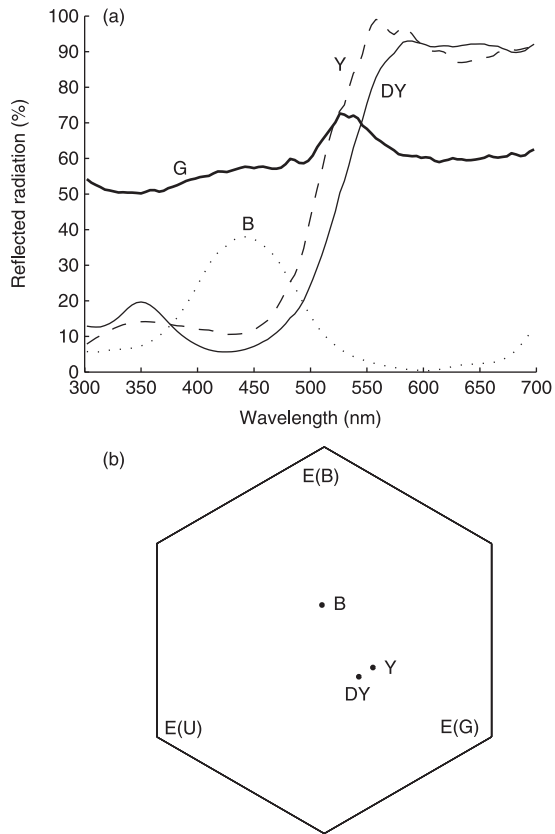 (a)
100
90
80
70
60
50
40
30
20
10
0
Reflected radiation (%)
Y
DY
G
B
300 350 400 450 500 550 600 650 700
Wavelength (nm)
(b)
E(B)
B
Y
DY
E(U) E(G)